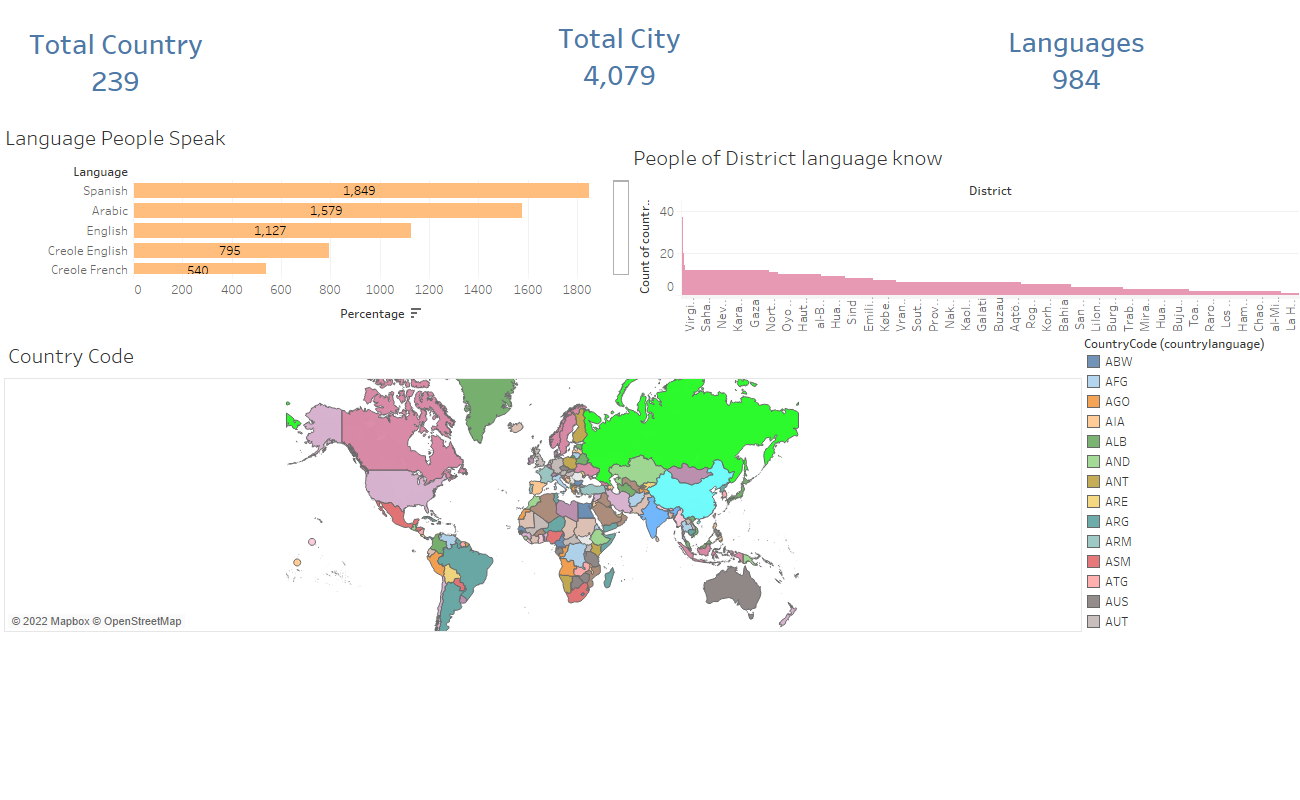 Total Country
239
Total City
4,079
Languages
984
Language People Speak
Language
Spanish 1,849
Arabic 1,579
English 1,127
Creole English 795
Creole French 540
0 200 400 600 800 1000 1200 1400 1600 1800
Percentage
People of District language know
District
Count of countr..
40
20
0
Virgi.. Saha.. Nev.. Kara.. Gaza Nort.. Oyo .. Haut.. al-B.. Hua.. Sind Emili.. Købe.. Vran.. Sout.. Prov.. Nak.. Kaol.. Galati Buzau Aqtö.. Rog.. Korh.. Bahia San .. Lilon.. Burg.. Trab.. Mira.. Hua.. Buju.. Toa.. Raro.. Los .. Ham.. Chao.. al-Mi.. La H..
Country Code
© 2022 Mapbox © OpenStreetMap
CountryCode (countrylanguage)
ABW
AFG
AGO
AIA
ALB
AND
ANT
ARE
ARG
ARM
ASM
ATG
AUS
AUT